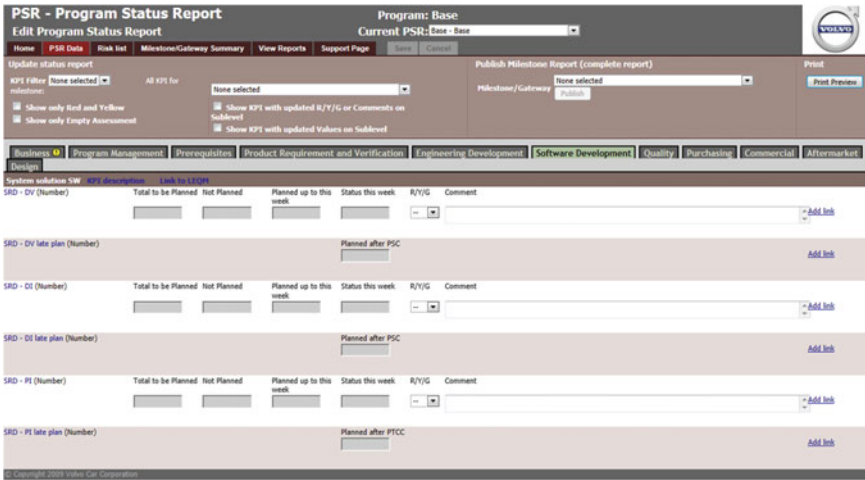 PSR - Program Status Report
Program: Base
Edit Program Status Report
Current PSR: Base - Base
VOLVO
Home PSR Data Risk list Milestone/Gateway Summary View Reports Support Page Save Cancel
Update status report
Publish Milestone Report (complete report)
Print
KPI Filter None selected
All KPI for
milestone:
None selected
Milestone/Gateway
None selected
Publish
Print Preview
Show only Red and Yellow
Show only Empty Assessment
Show KPI with updated R/Y/G or Comments on
Sublevel
Show KPI with updated Values on Sublevel
Business Program Management Prerequisites Product Requirement and Verification Engineering Development Software Development Quality Purchasing Commercial Aftermarket
Design
System solution SW KPI description Link to LEQPI
SRD - DV (Number) Total to be Planned Not Planned Planned up to this Status this week R/Y/G Comment
week
--
Add link
SRD - DV late plan (Number) Planned after PSC
Add link
SRD - DI (Number) Total to be Planned Not Planned Planned up to this Status this week R/Y/G Comment
week
--
Add link
SRD - DI late plan (Number) Planned after PSC
Add link
SRD - PI (Number) Total to be Planned Not Planned Planned up to this Status this week R/Y/G Comment
week
--
Add link
SRD - PI late plan (Number) Planned after PTCC
Add link
© Copyright 2009 Volvo Car Corporation